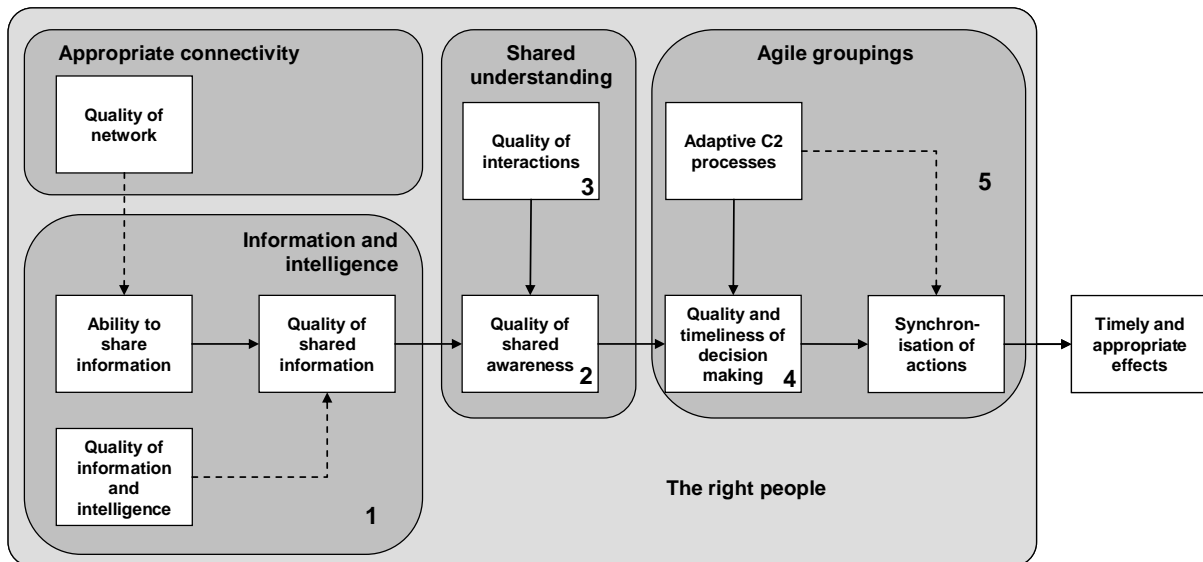 Appropriate connectivity
Quality of
network
Shared
understanding
Quality of
interactions
3
Agile groupings
Adaptive C2
processes
5
Information and
intelligence
Ability to
share
information
Quality of
shared
information
Quality of
shared
awareness
2
Quality and
timeliness of
decision
making
4
Synchron-
isation of
actions
Timely and
appropriate
effects
Quality of
information
and
intelligence
1
The right people